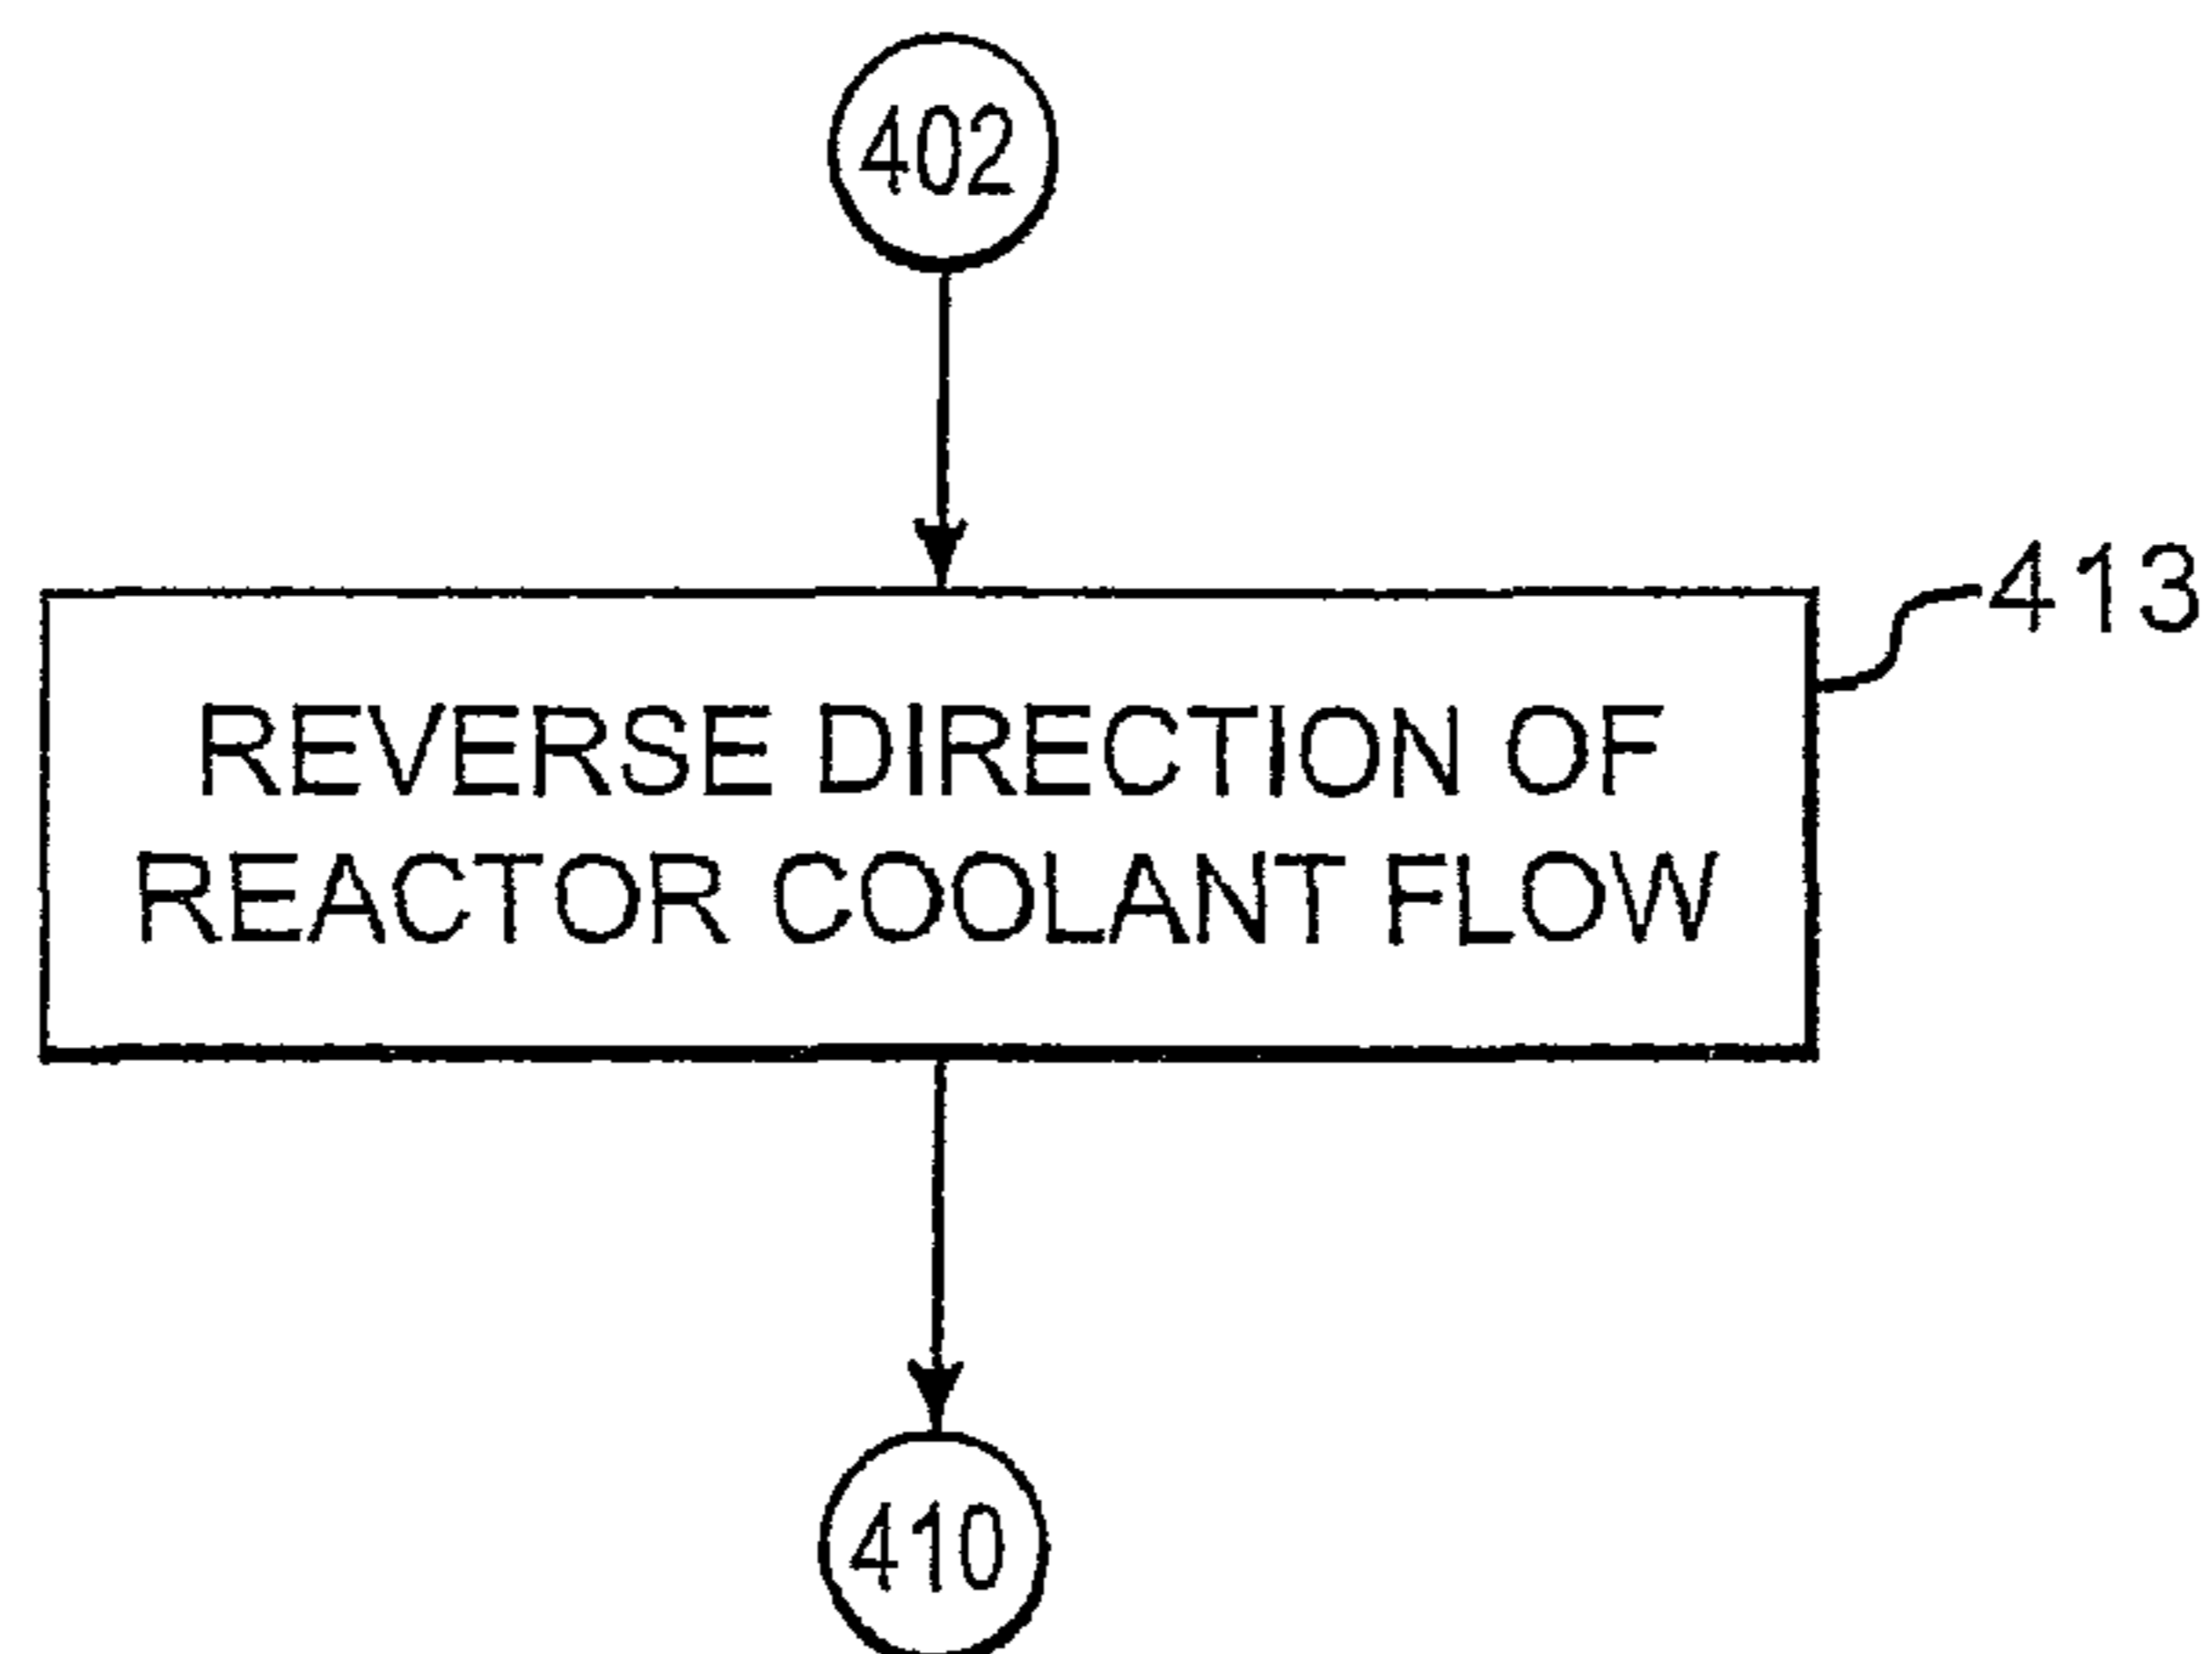 402
413
REVERSE DIRECTION OF
REACTOR COOLANT FLOW
410